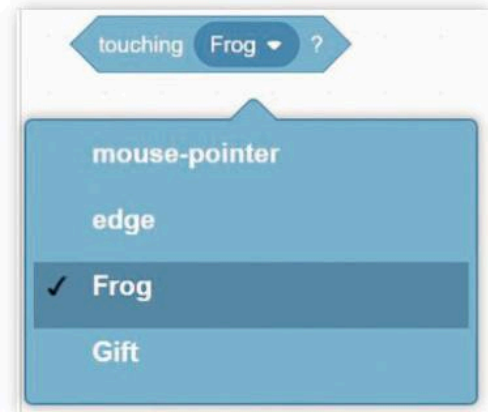 touching Frog ?
mouse-pointer
edge
✓ Frog
Gift